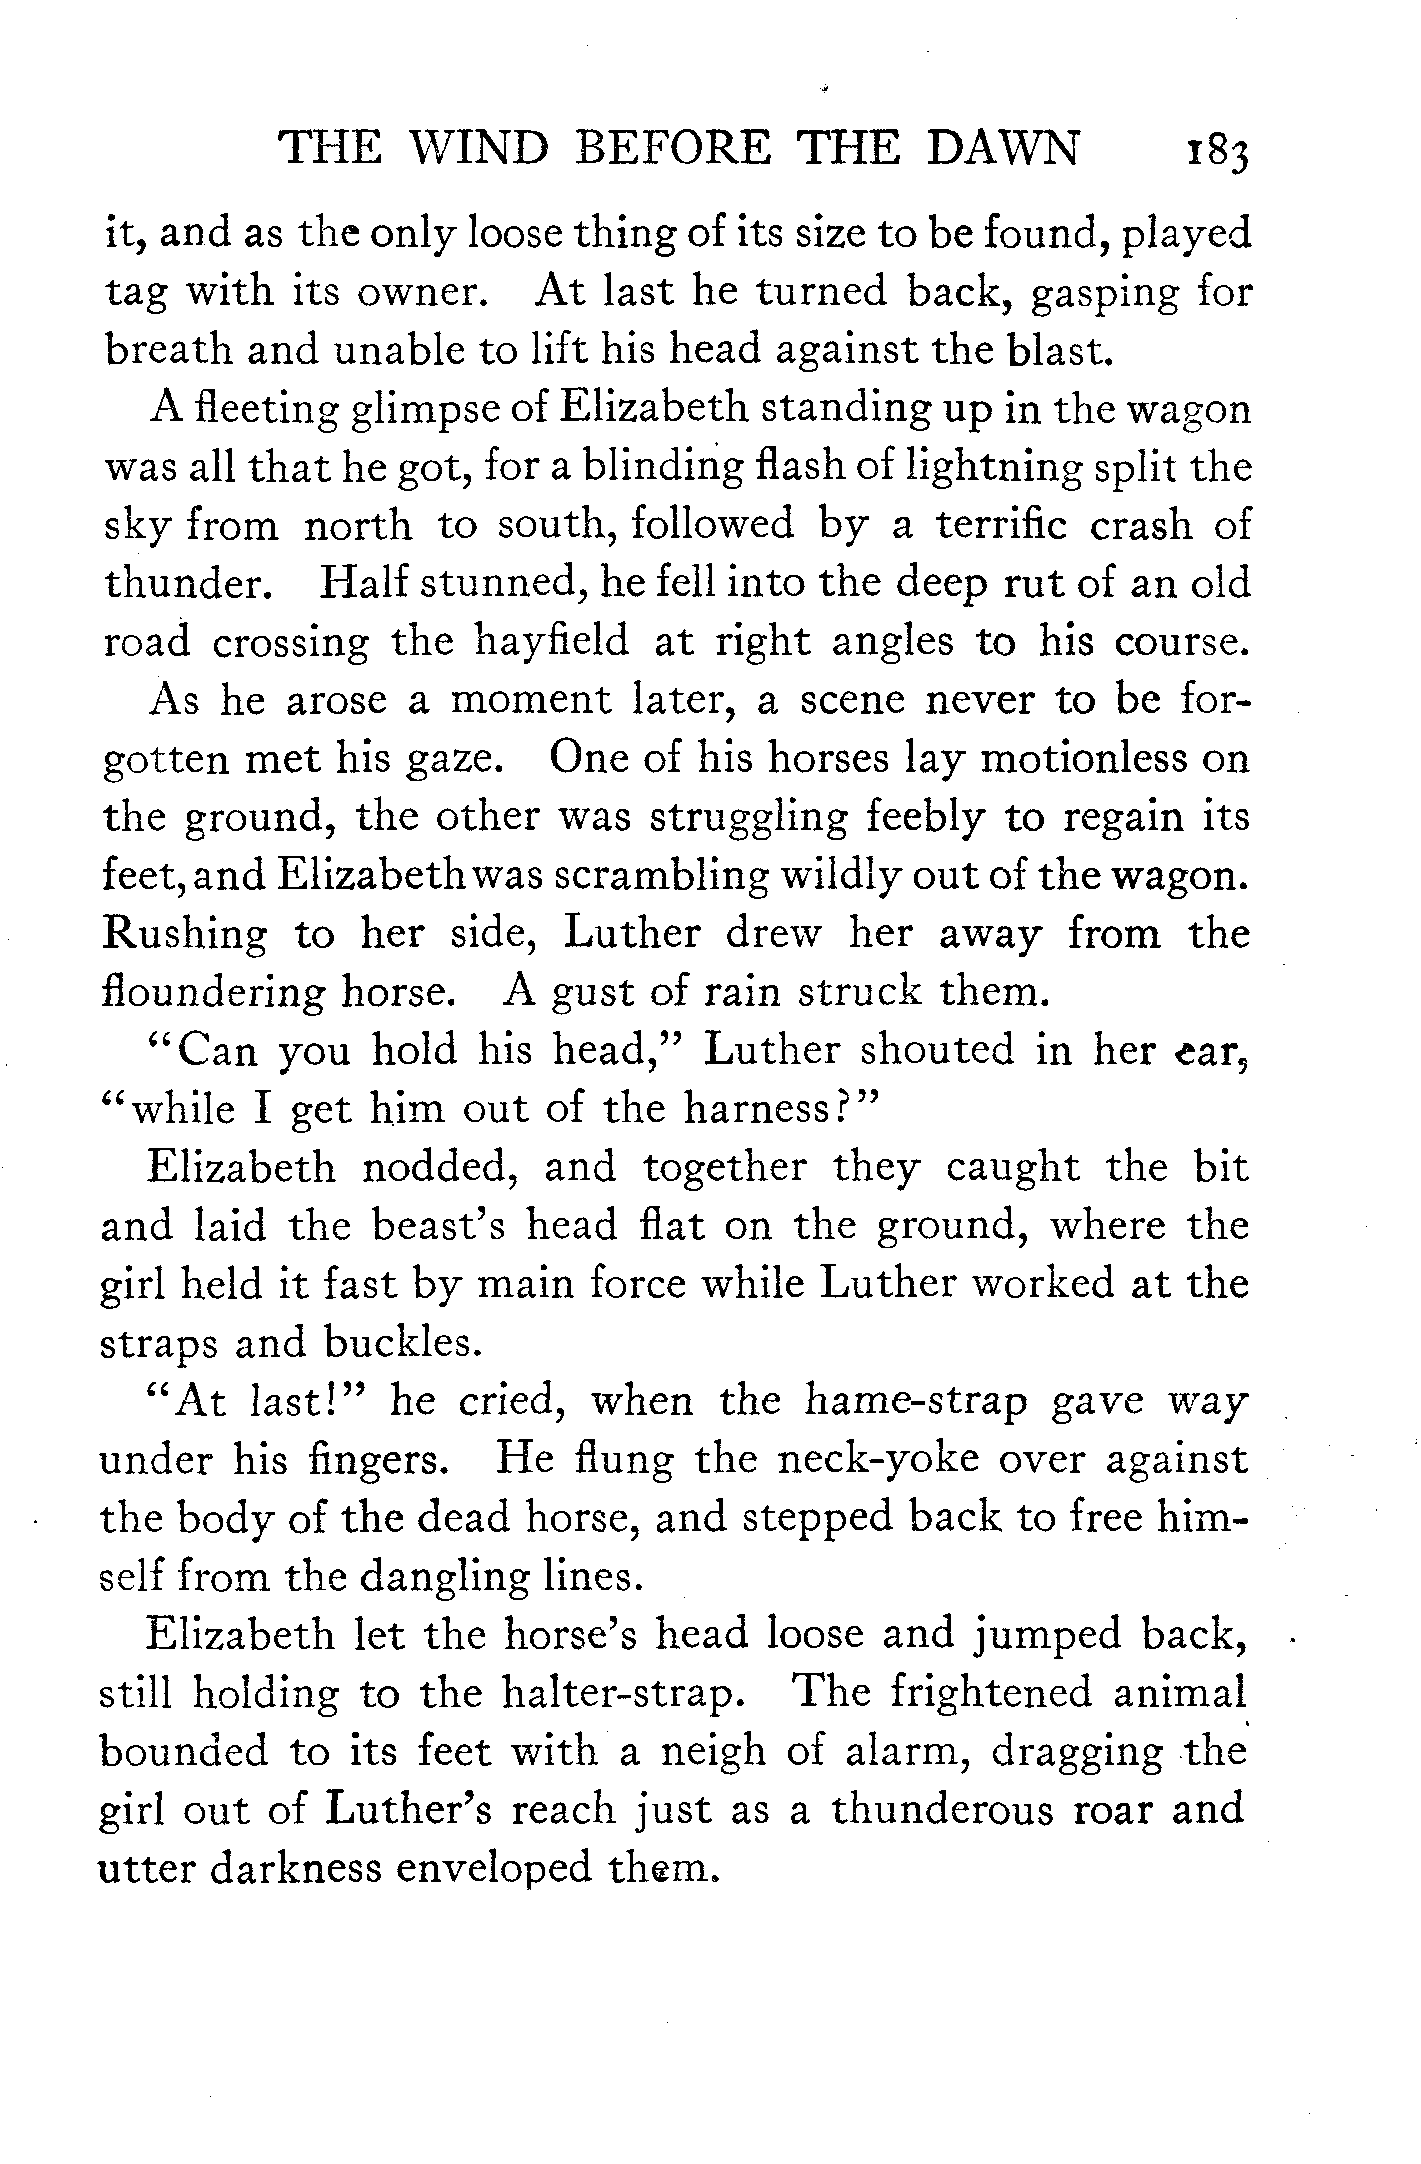 THE WIND BEFORE THE DAWN 183
it, and as the only loose thing of its size to be found, played
tag with its owner. At last he turned back, gasping for
breath and unable to lift his head against the blast.
A fleeting glimpse of Elizabeth standing up in the wagon
was all that he got, for a blinding flash of lightning split the
sky from north to south, followed by a terrific crash of
thunder. Half stunned, he fell into the deep rut of an old
road crossing the hayfield at right angles to his course.
As he arose a moment later, a scene never to be for-
gotten met his gaze. One of his horses lay motionless on
the ground, the other was struggling feebly to regain its
feet, and Elizabeth was scrambling wildly out of the wagon.
Rushing to her side, Luther drew her away from the
floundering horse. A gust of rain struck them.
“Can you hold his head,” Luther shouted in her ear,
“while I get him out of the harness?”
Elizabeth nodded, and together they caught the bit
and laid the beast’s head flat on the ground, where the
girl held it fast by main force while Luther worked at the
straps and buckles.
“At last!” he cried, when the hame-strap gave way
under his fingers. He flung the neck-yoke over against
the body of the dead horse, and stepped back to free him-
self from the dangling lines.
Elizabeth let the horse’s head loose and jumped back,
still holding to the halter-strap. The frightened animal
bounded to its feet with a neigh of alarm, dragging the
girl out of Luther’s reach just as a thunderous roar and
utter darkness enveloped them.